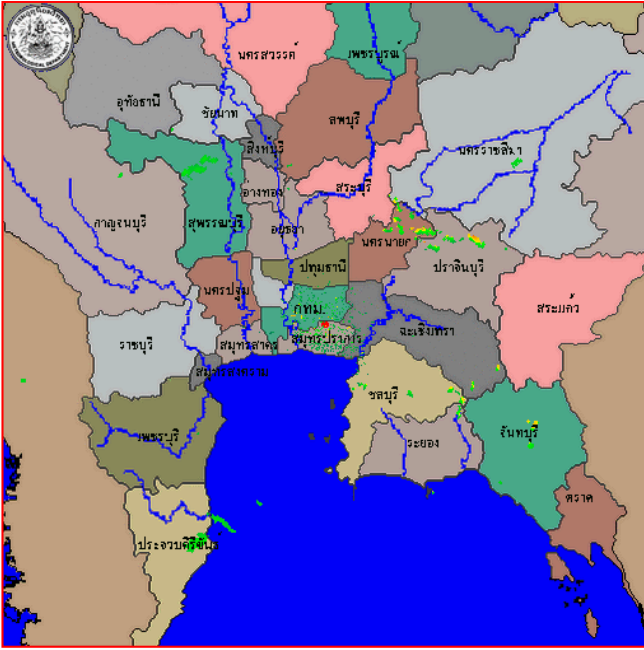 นครสวรรค์
เพชรบูรณ์
อุทัยธานี
ชัยนาท
ลพบุรี
สิงห์บุรี
นครราชสีมา
สระบุรี
อ่างทอง
กาญจนบุรี
สุพรรณบุรี
อยุธยา
นครนายก
ปราจีนบุรี
ปทุมธานี
นครปฐม
กทม.
สระแก้ว
ฉะเชิงเทรา
ราชบุรี
สมุทรสาคร
สมุทรปราการ
สมุทรสงคราม
ชลบุรี
จันทบุรี
เพชรบุรี
ระยอง
ตราด
ประจวบคีรีขันธ์